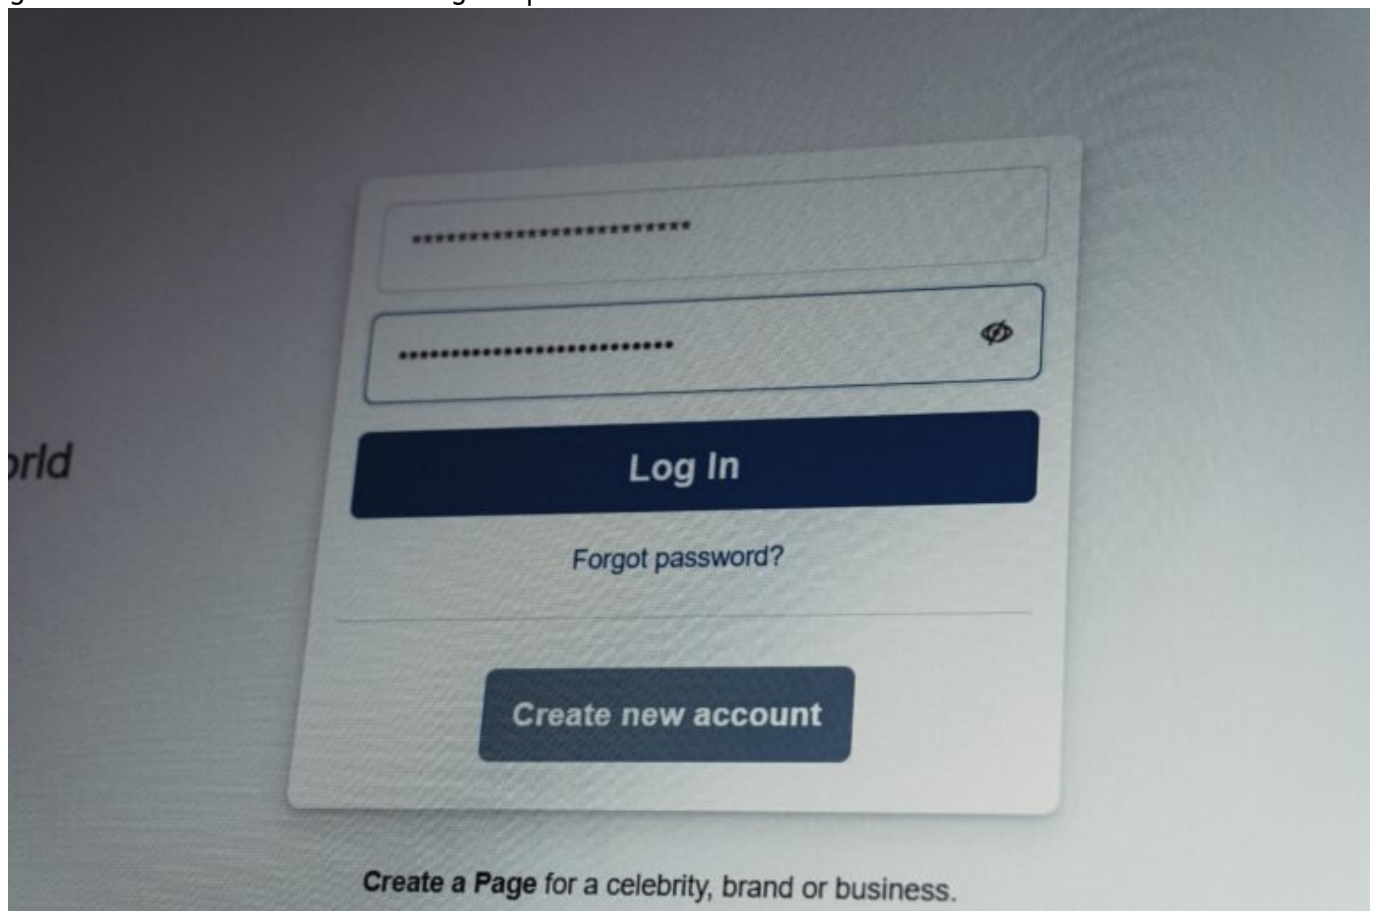 orld
Log In
Forgot password?
Create new account
Create a Page for a celebrity, brand or business.